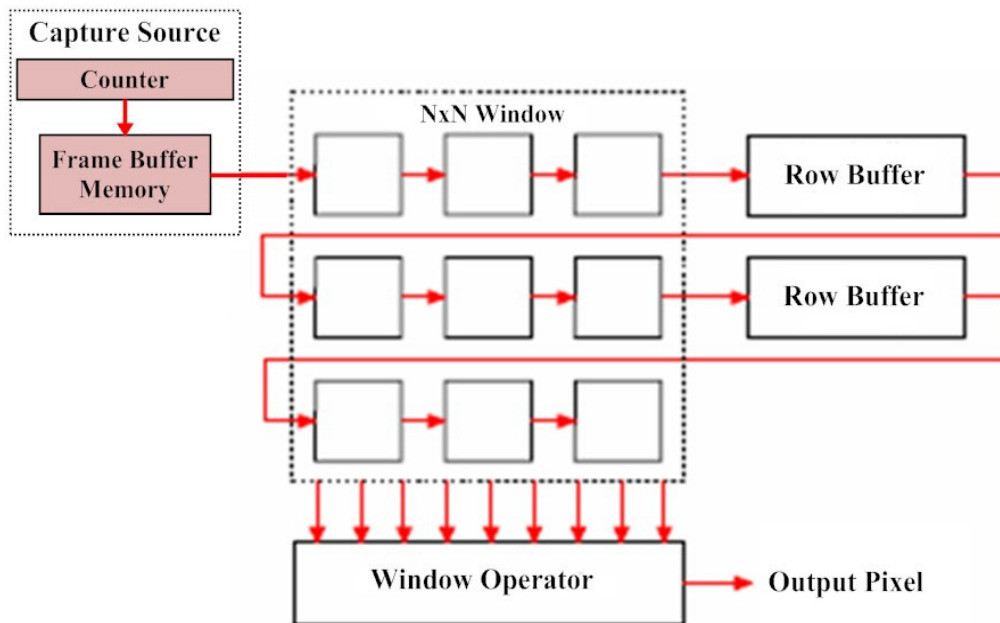 Capture Source
Counter
Frame Buffer
Memory
NxN Window
Row Buffer
Row Buffer
Window Operator
Output Pixel